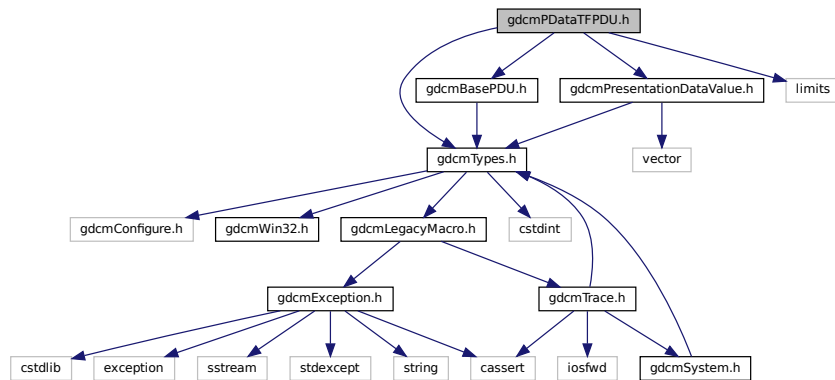 gdcmPDataTFPDU.h
gdcmBasePDU.h
gdcmPresentationDataValue.h
limits
gdcmTypes.h
vector
gdcmConfigure.h
gdcmWin32.h
gdcmLegacyMacro.h
cstdint
gdcmException.h
gdcmTrace.h
cstdlib
exception
sstream
stdexcept
string
cassert
iosfwd
gdcmSystem.h